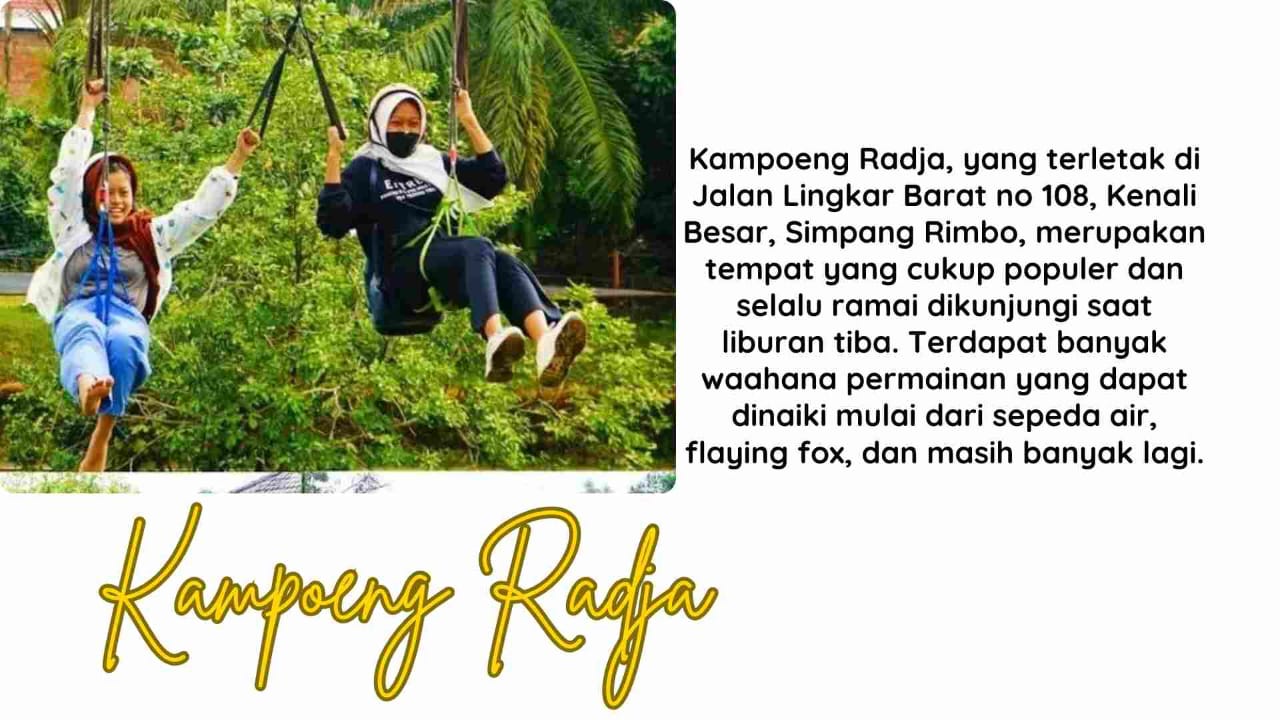 Kampoeng Radja, yang terletak di
Jalan Lingkar Barat no 108, Kenali
Besar, Simpang Rimbo, merupakan
tempat yang cukup populer dan
selalu ramai dikunjungi saat
liburan tiba. Terdapat banyak
waahana permainan yang dapat
dinaiki mulai dari sepeda air,
flaying fox, dan masih banyak lagi.
Kampoeng Radja